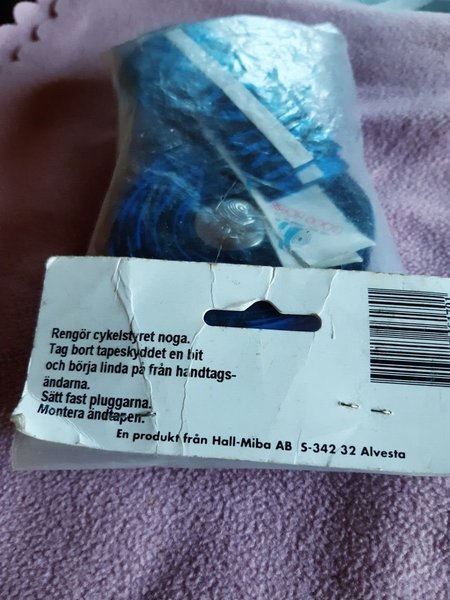 Rengör cykelstyret noga.
Tag bort tapeskyddet en bit
och börja linda på från handtags-
ändarna.
Sätt fast pluggarna.
Montera ändtapen.
En produkt från Hall-Miba AB S-342 32 Alvesta